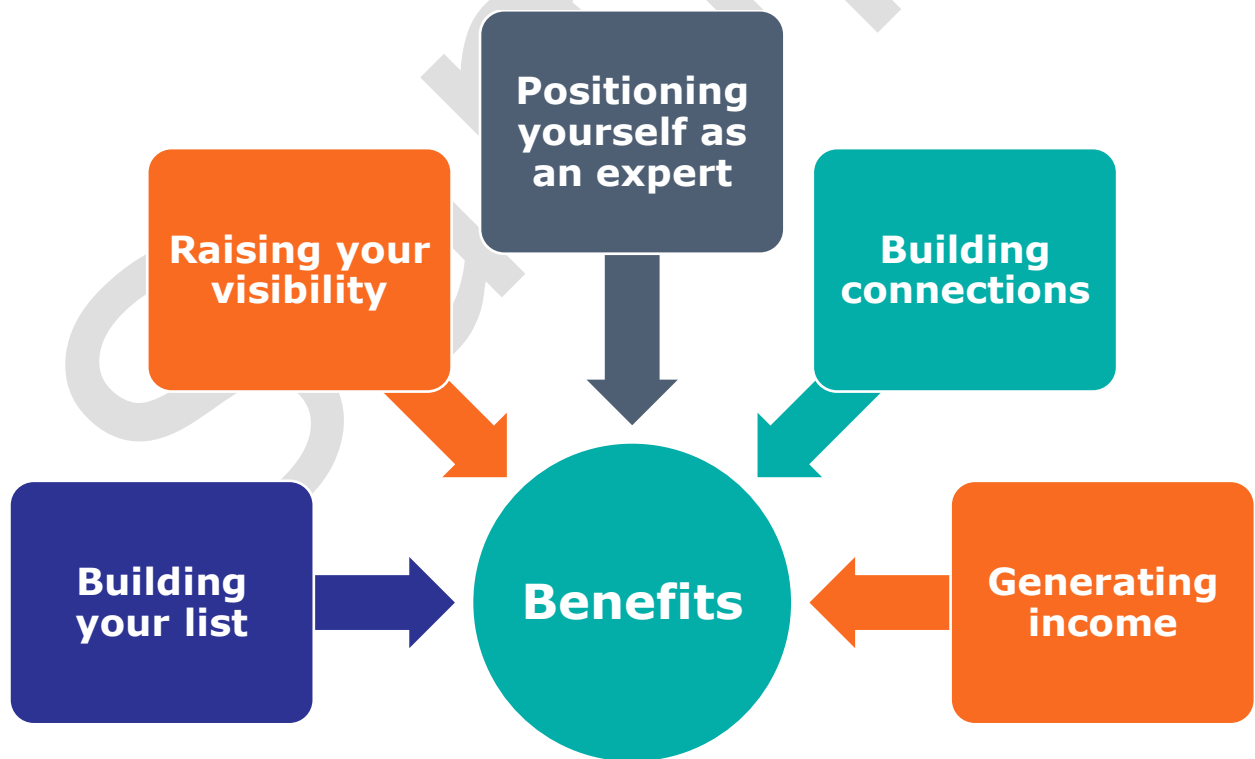 Positioning
yourself as
an expert
Raising your
visibility
Building
connections
Building
your list
Benefits
Generating
income